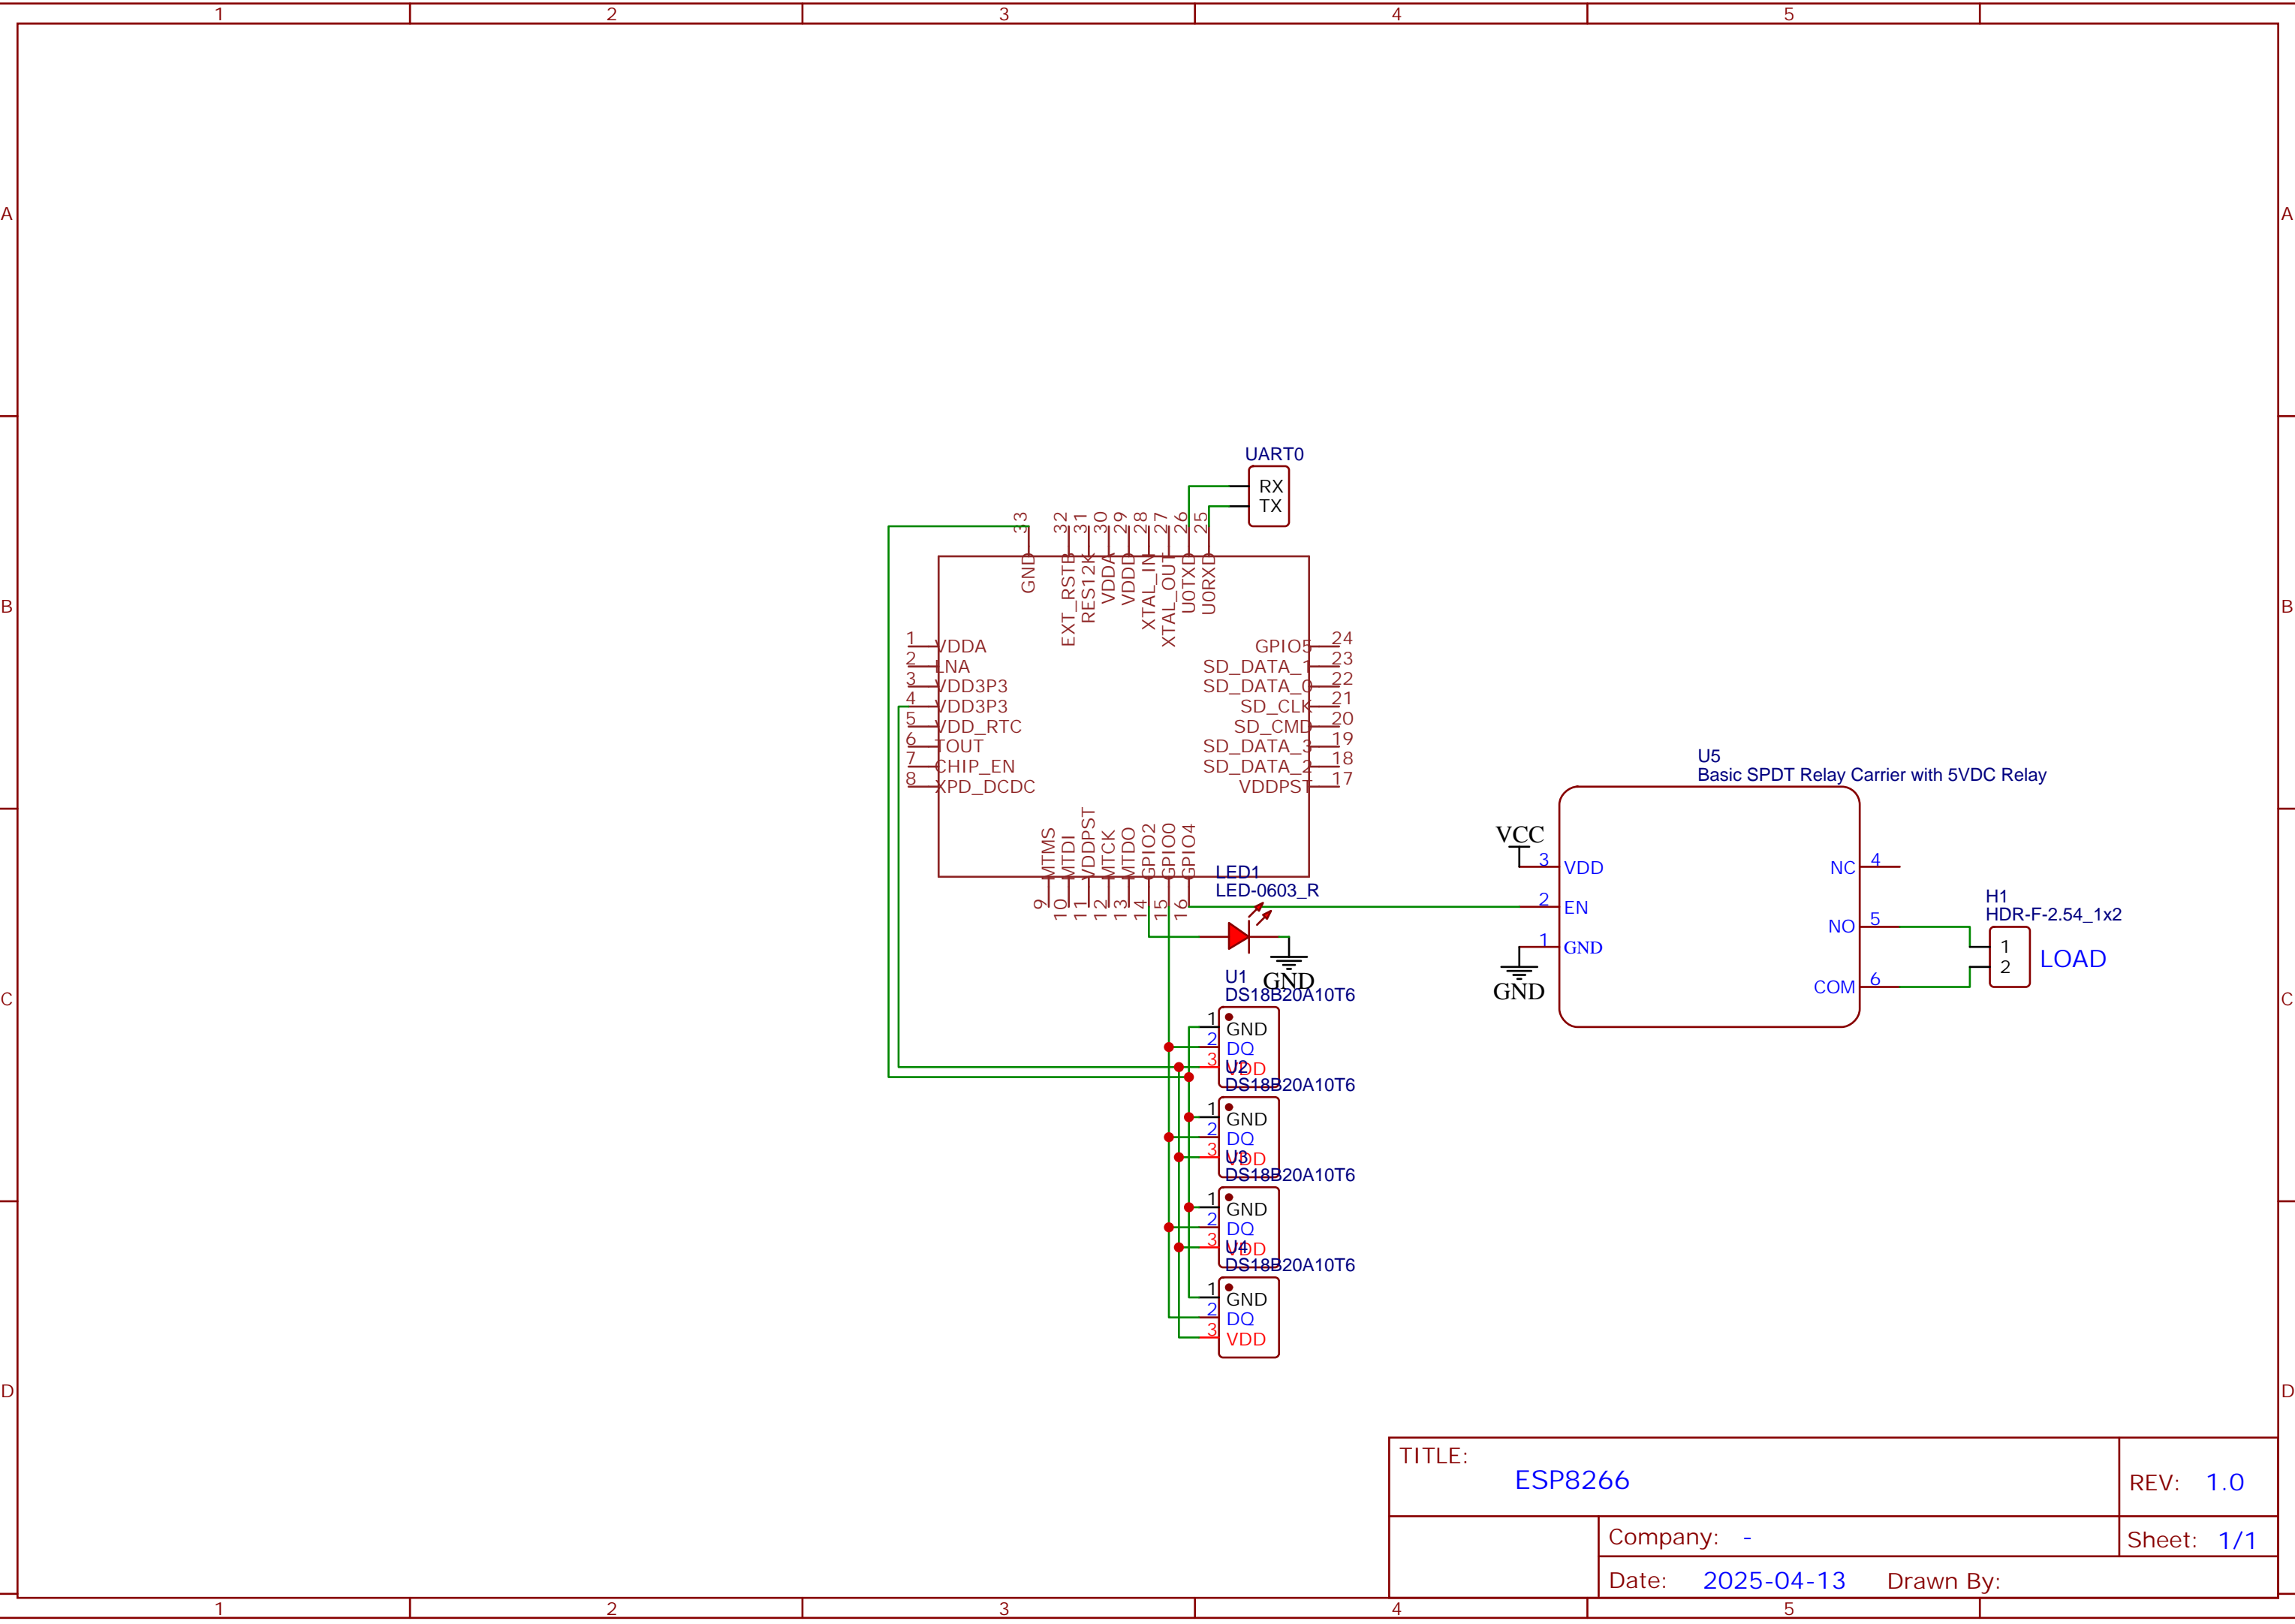 1 2 3 4 5
A A
B B
C C
D D
UART0
RX
TX
33 32 31 30 29 28 27 26 25
GND EXT_RSTB RES12K VDDA VDDD XTAL_IN XTAL_OUT U0TXD U0RXD
1 VDDA
2 LNA
3 VDD3P3
4 VDD3P3
5 VDD_RTC
6 TOUT
7 CHIP_EN
8 XPD_DCDC
GPIO5 24
SD_DATA_1 23
SD_DATA_0 22
SD_CLK 21
SD_CMD 20
SD_DATA_3 19
SD_DATA_2 18
VDDPST 17
MTMS MTDI VDDPST MTCK MTDO GPIO2 GPIO0 GPIO4
9 10 11 12 13 14 15 16
LED1
LED-0603_R
GND
U1
DS18B20A10T6
1 GND
2 DQ
3 VDD
U2
DS18B20A10T6
1 GND
2 DQ
3 VDD
U3
DS18B20A10T6
1 GND
2 DQ
3 VDD
U4
DS18B20A10T6
1 GND
2 DQ
3 VDD
U5
Basic SPDT Relay Carrier with 5VDC Relay
VCC
3 VDD
2 EN
1 GND
GND
NC 4
NO 5
COM 6
H1
HDR-F-2.54_1x2
1
2
LOAD
TITLE:
ESP8266
REV: 1.0
Company: -
Sheet: 1/1
Date: 2025-04-13 Drawn By:
1 2 3 4 5